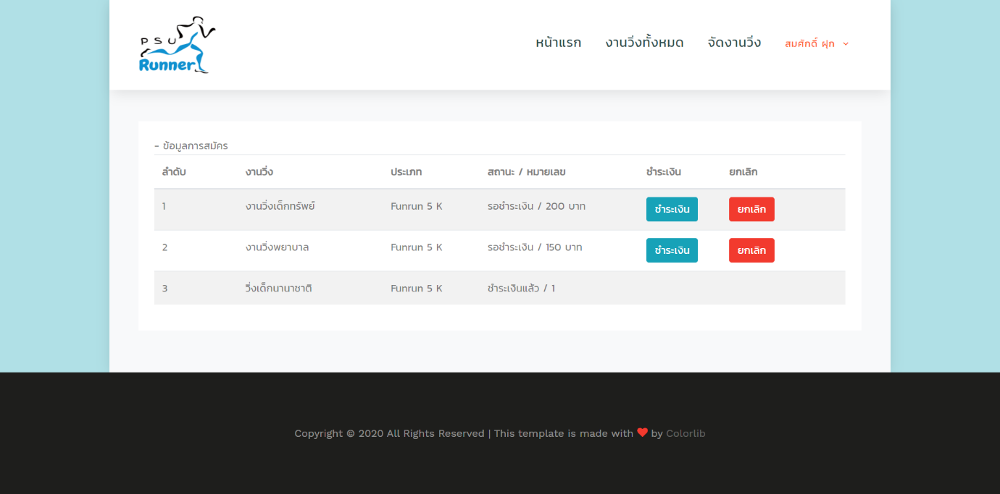 PSU
Runner
หน้าแรก งานวิ่งทั้งหมด จัดงานวิ่ง สมศักดิ์ ฝุก
- ข้อมูลการสมัคร
ลำดับ งานวิ่ง ประเภท สถานะ / หมายเลข ชำระเงิน ยกเลิก
1 งานวิ่งเด็กทรัพย์ Funrun 5 K รอชำระเงิน / 200 บาท ชำระเงิน ยกเลิก
2 งานวิ่งพยาบาล Funrun 5 K รอชำระเงิน / 150 บาท ชำระเงิน ยกเลิก
3 วิ่งเด็กนานาชาติ Funrun 5 K ชำระเงินแล้ว / 1
Copyright © 2020 All Rights Reserved | This template is made with ❤ by Colorlib